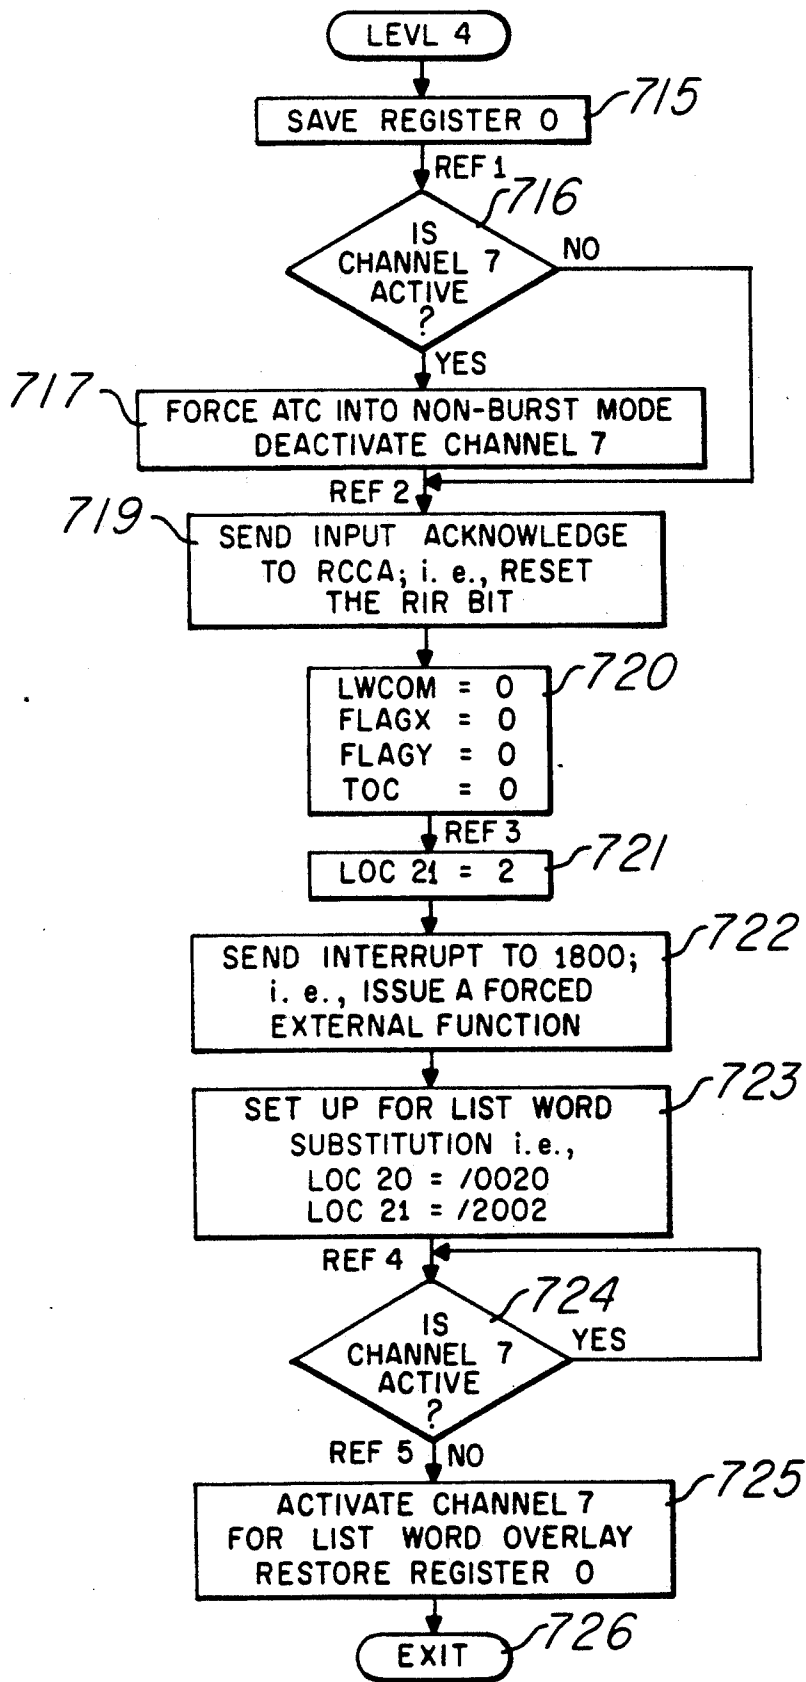 LEVL 4
SAVE REGISTER 0
715
REF 1
716
IS
CHANNEL 7
ACTIVE
?
NO
YES
717
FORCE ATC INTO NON-BURST MODE
DEACTIVATE CHANNEL 7
REF 2
719
SEND INPUT ACKNOWLEDGE
TO RCCA; i. e., RESET
THE RIR BIT
720
LWCOM = 0
FLAGX = 0
FLAGY = 0
TOC = 0
REF 3
721
LOC 21 = 2
722
SEND INTERRUPT TO 1800;
i. e., ISSUE A FORCED
EXTERNAL FUNCTION
723
SET UP FOR LIST WORD
SUBSTITUTION i.e.,
LOC 20 = /0020
LOC 21 = /2002
REF 4
724
IS
CHANNEL 7
ACTIVE
?
YES
REF 5 NO
725
ACTIVATE CHANNEL 7
FOR LIST WORD OVERLAY
RESTORE REGISTER 0
726
EXIT